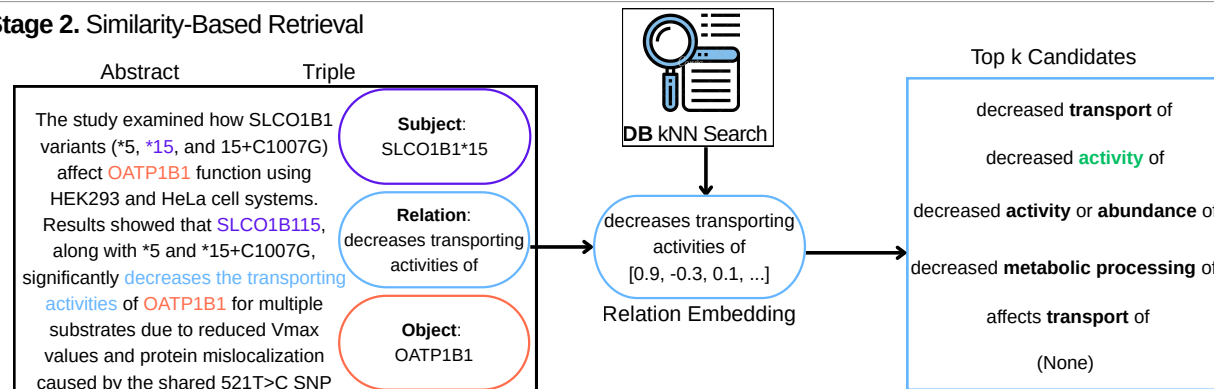 Stage 2. Similarity-Based Retrieval
Abstract
Triple
The study examined how SLCO1B1
variants (*5, *15, and 15+C1007G)
affect OATP1B1 function using
HEK293 and HeLa cell systems.
Results showed that SLCO1B115,
along with *5 and *15+C1007G,
significantly decreases the transporting
activities of OATP1B1 for multiple
substrates due to reduced Vmax
values and protein mislocalization
caused by the shared 521T>C SNP
Subject:
SLCO1B1*15
Relation:
decreases transporting
activities of
Object:
OATP1B1
DB kNN Search
decreases transporting
activities of
[0.9, -0.3, 0.1, ...]
Relation Embedding
Top k Candidates
decreased transport of
decreased activity of
decreased activity or abundance of
decreased metabolic processing of
affects transport of
(None)